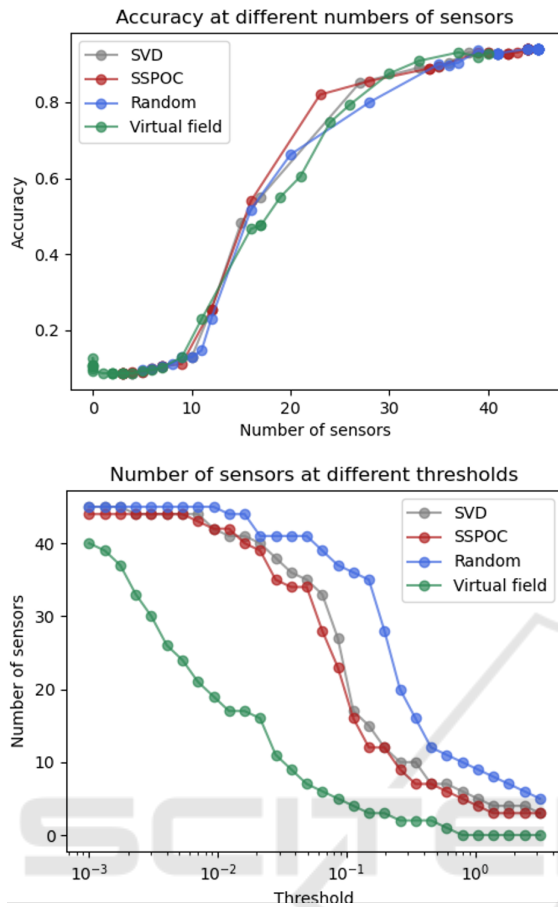 Accuracy at different numbers of sensors
SVD
SSPOC
Random
Virtual field
0.8
0.6
0.4
0.2
Accuracy
0 10 20 30 40
Number of sensors
Number of sensors at different thresholds
SVD
SSPOC
Random
Virtual field
40
30
20
10
0
Number of sensors
10⁻³ 10⁻² 10⁻¹ 10⁰
Threshold
SCITE